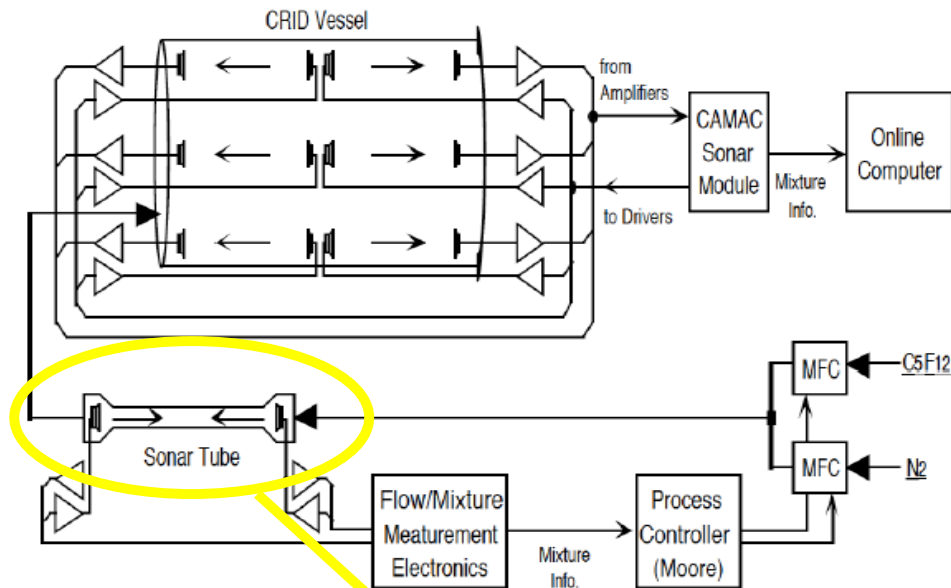 CRID Vessel
from
Amplifiers
CAMAC
Sonar
Module
Online
Computer
Mixture
Info.
to Drivers
MFC
C5F12
Sonar Tube
MFC
N2
Flow/Mixture
Meaturement
Electronics
Process
Controller
(Moore)
Mixture
Info.